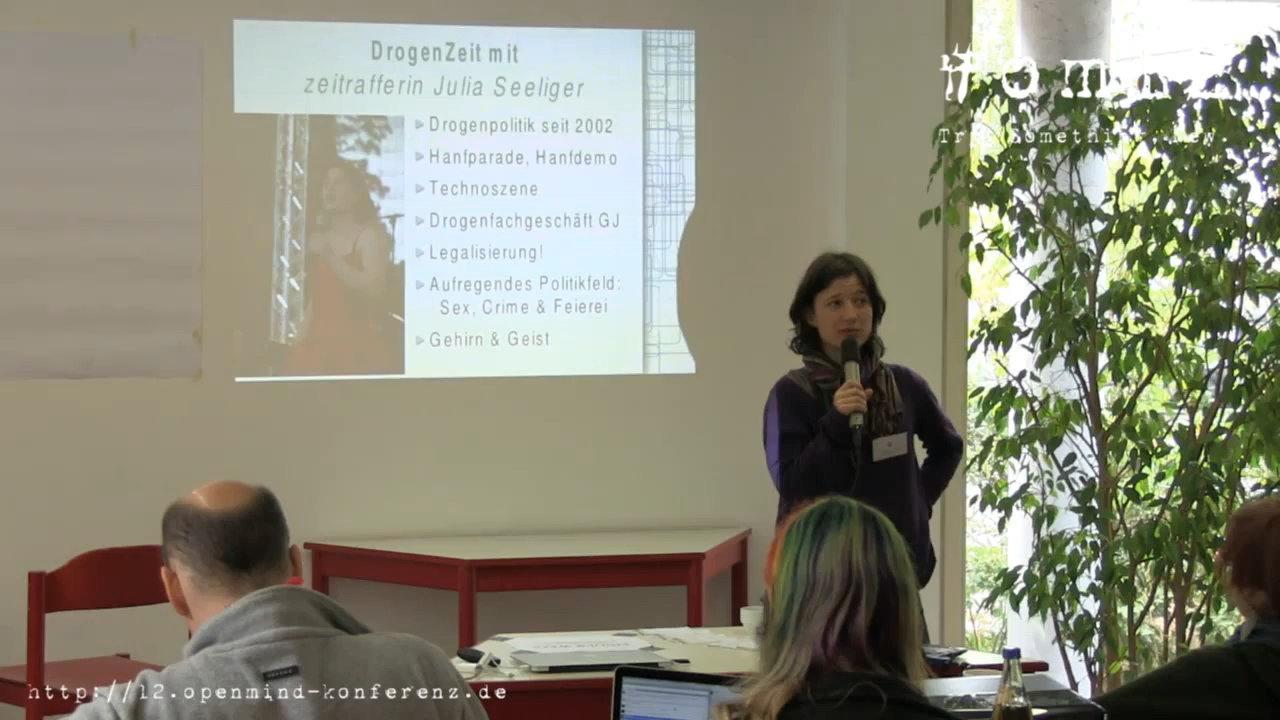 DrogenZeit mit
zeitrafferin Julia Seeliger
Drogenpolitik seit 2002
Hanfparade, Hanfdemo
Technoszene
Drogenfachgeschäft GJ
Legalisierung!
Aufregendes Politikfeld:
Sex, Crime & Feierei
Gehirn & Geist
http://12.openmind-konferenz.de